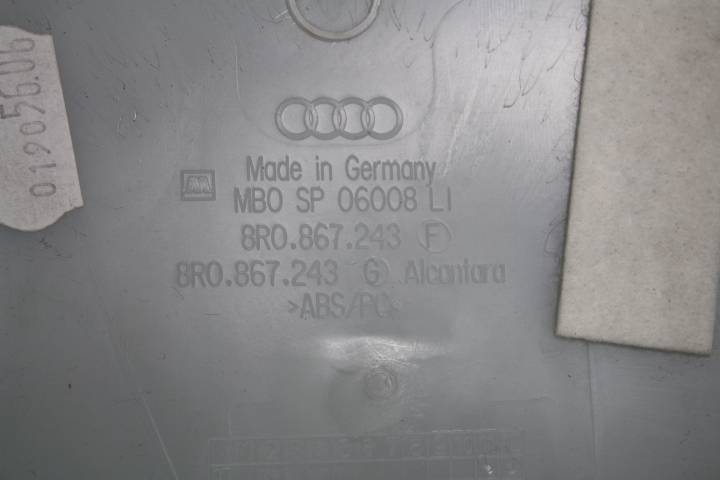 Made in Germany
MBO SP 06008 LI
8R0.867.243 F
8R0.867.243 G Alcantara
>ABS/PC<